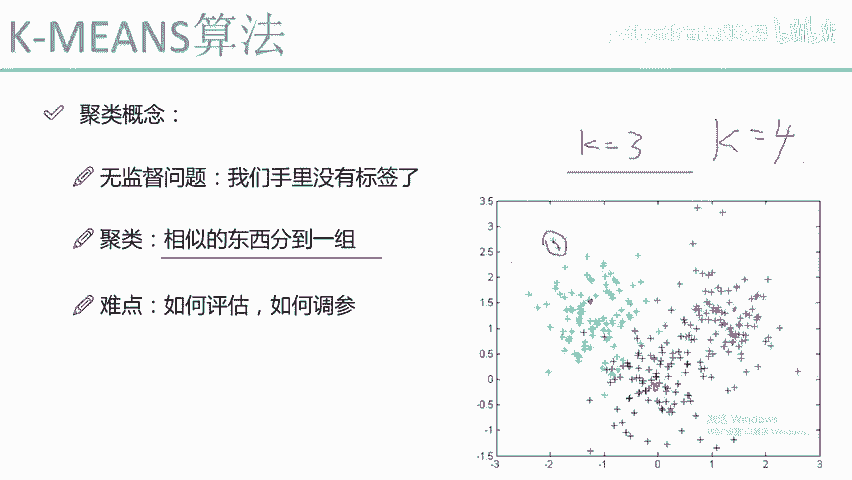 K-MEANS算法
聚类概念：
无监督问题：我们手里没有标签了
聚类：相似的东西分到一组
难点：如何评估，如何调参
k=3
K=4
3.5
3
2.5
2
1.5
1
0.5
0
-0.5
-1
-1.5
-3
-2
-1
0
1
2
3
激活 Windows